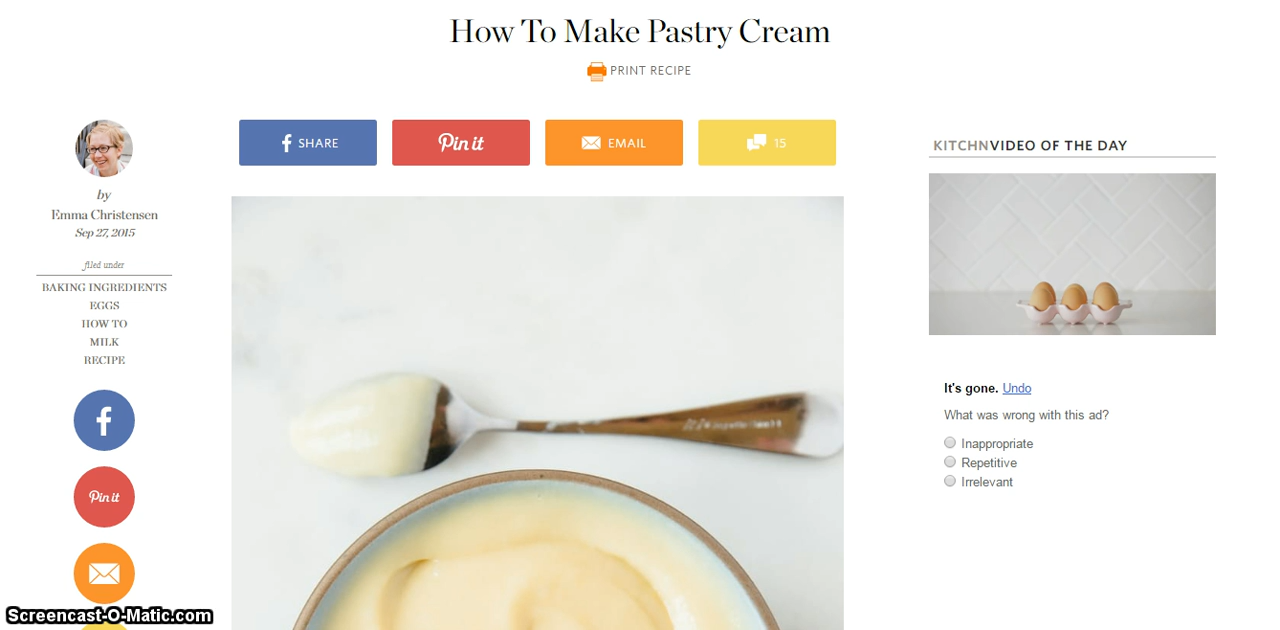 How To Make Pastry Cream
PRINT RECIPE
SHARE
Pin it
EMAIL
15
by
Emma Christensen
Sep 27, 2015
filed under
BAKING INGREDIENTS
EGGS
HOW TO
MILK
RECIPE
Pin it
KITCHNVIDEO OF THE DAY
It's gone. Undo
What was wrong with this ad?
Inappropriate
Repetitive
Irrelevant
Screencast-O-Matic.com